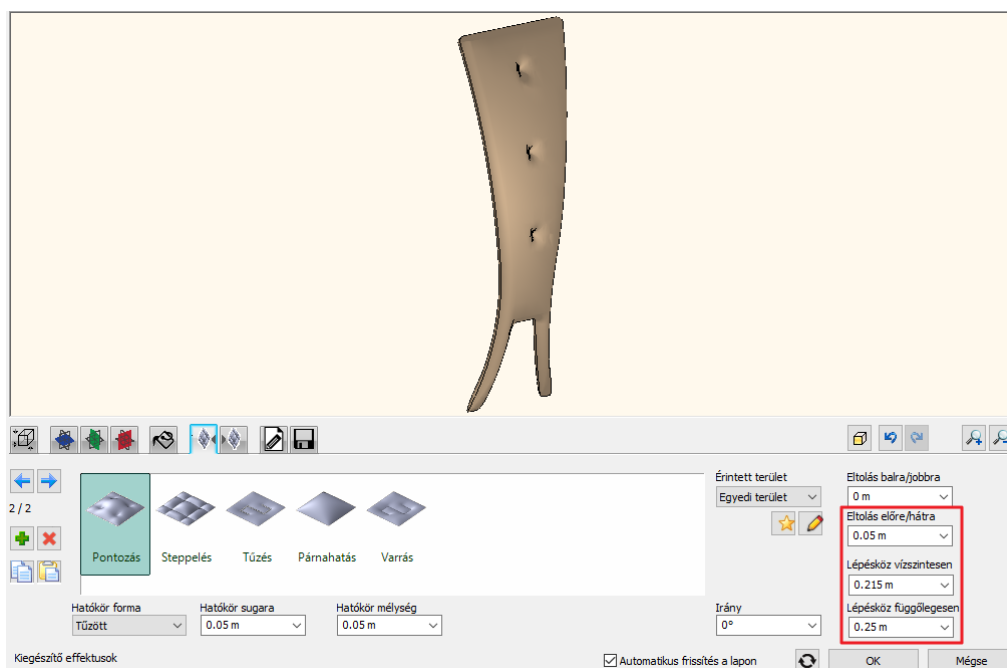 2 / 2
Pontozás
Steppelés
Tűzés
Párnahatás
Varrás
Érintett terület
Egyedi terület
Eltolás balra/jobbra
0 m
Eltolás előre/hátra
0.05 m
Lépésköz vízszintesen
0.215 m
Lépésköz függőlegesen
0.25 m
Hatókör forma
Tűzött
Hatókör sugara
0.05 m
Hatókör mélység
0.05 m
Irány
0°
Kiegészítő effektusok
Automatikus frissítés a lapon
OK
Mégse